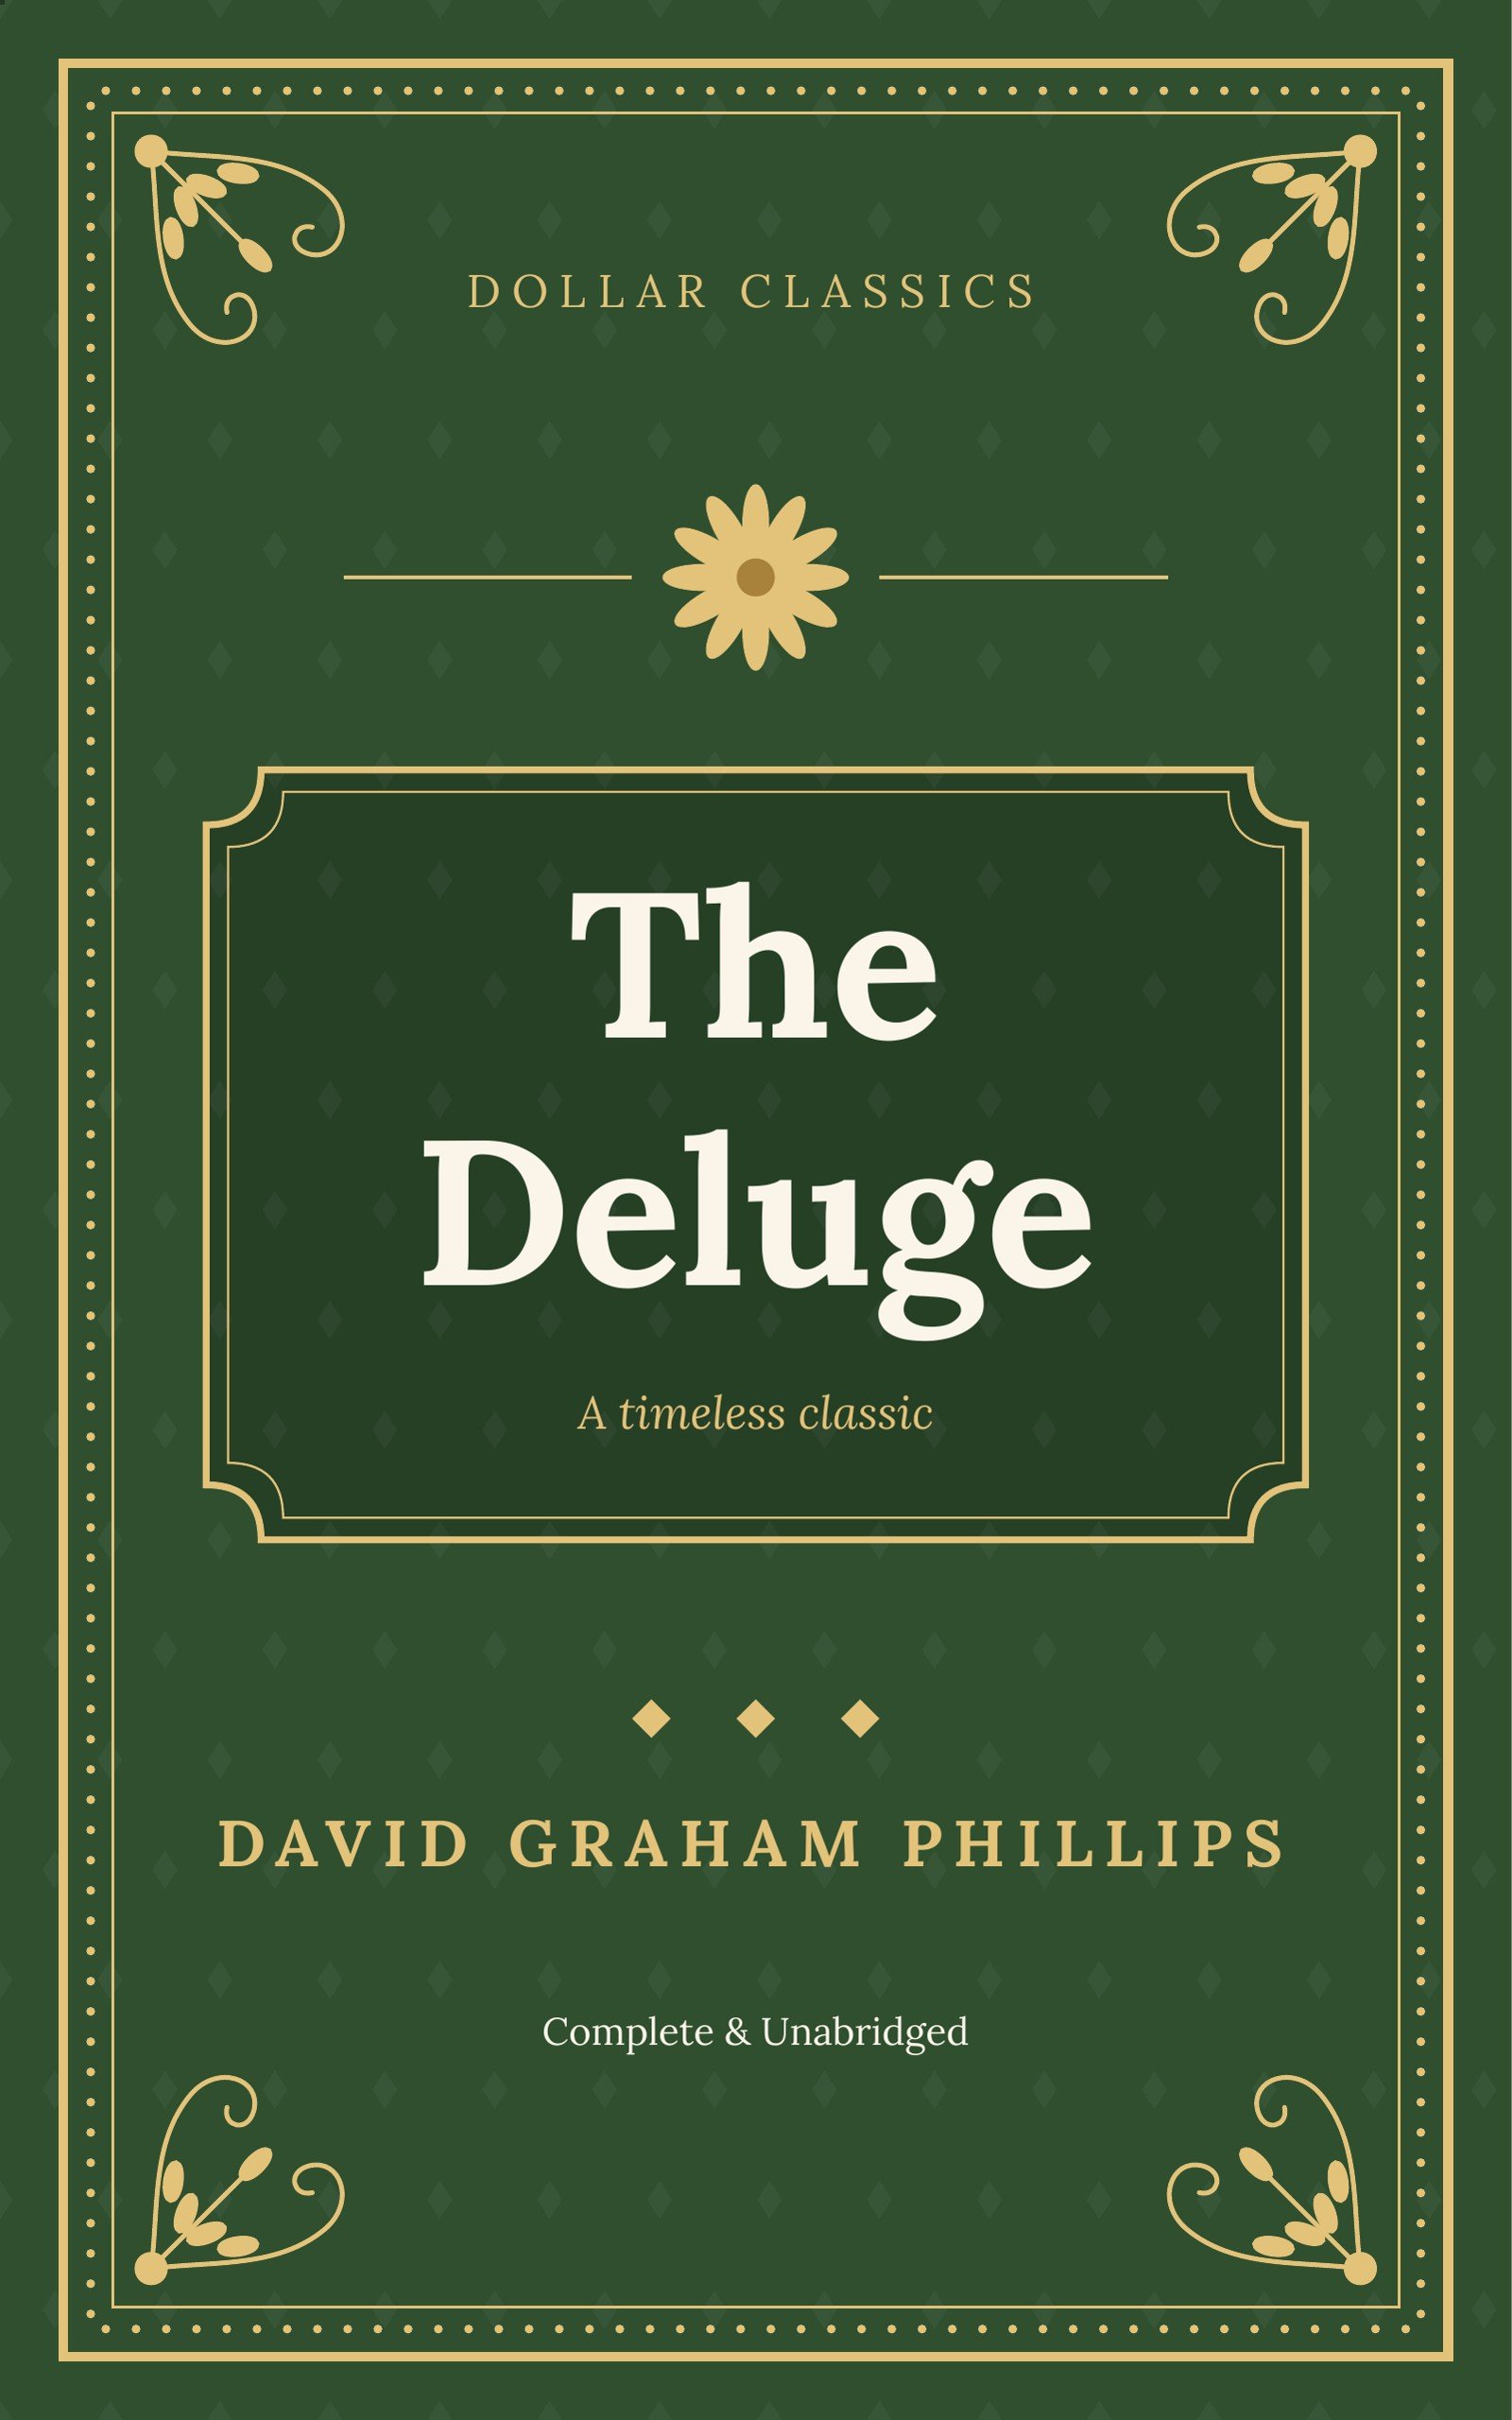 DOLLAR CLASSICS
The
Deluge
A timeless classic
DAVID GRAHAM PHILLIPS
Complete & Unabridged